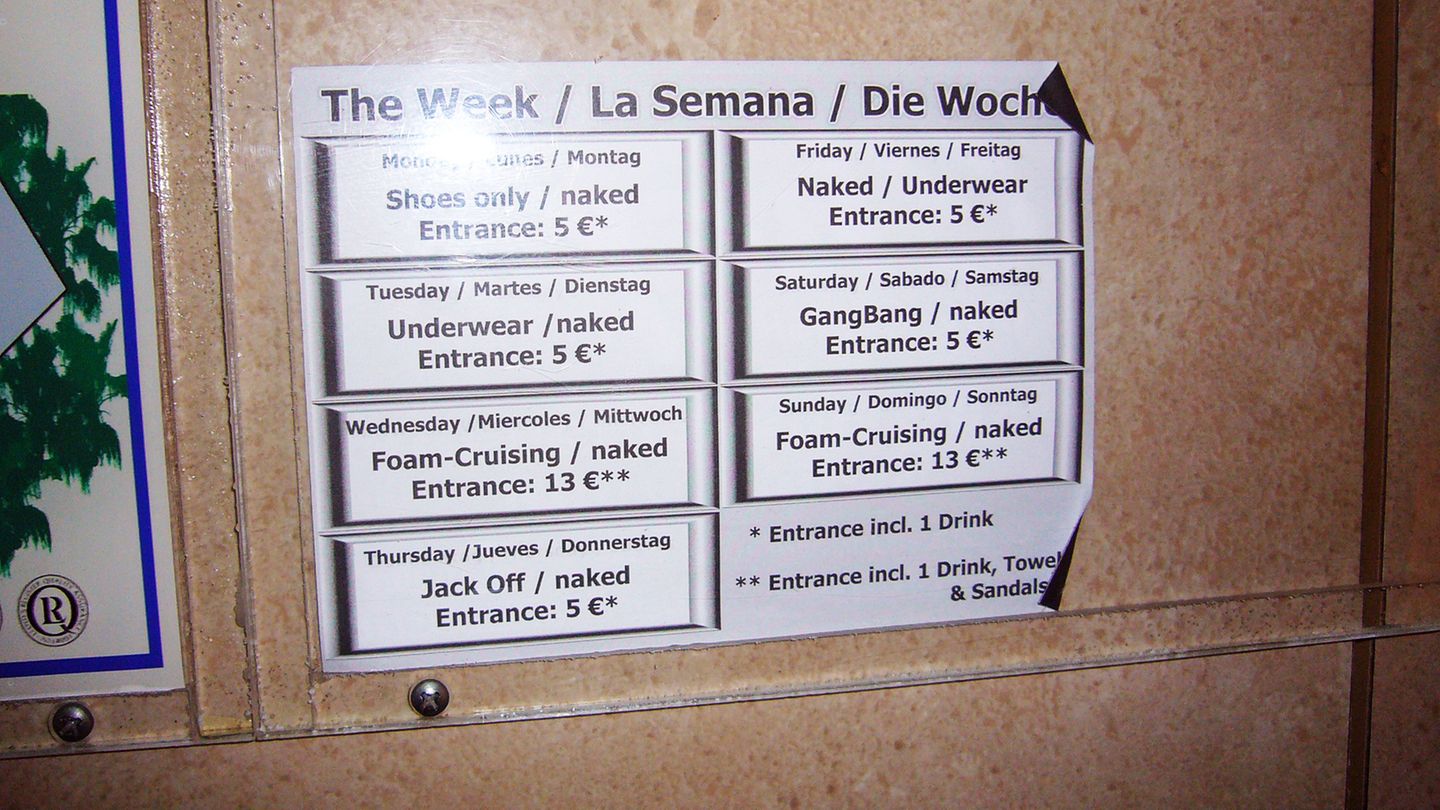 The Week / La Semana / Die Woch
Monday / Lunes / Montag
Shoes only / naked
Entrance: 5 €*
Tuesday / Martes / Dienstag
Underwear /naked
Entrance: 5 €*
Wednesday /Miercoles / Mittwoch
Foam-Cruising / naked
Entrance: 13 €**
Thursday /Jueves / Donnerstag
Jack Off / naked
Entrance: 5 €*
Friday / Viernes / Freitag
Naked / Underwear
Entrance: 5 €*
Saturday / Sabado / Samstag
GangBang / naked
Entrance: 5 €*
Sunday / Domingo / Sonntag
Foam-Cruising / naked
Entrance: 13 €**
* Entrance incl. 1 Drink
** Entrance incl. 1 Drink, Towel
& Sandals